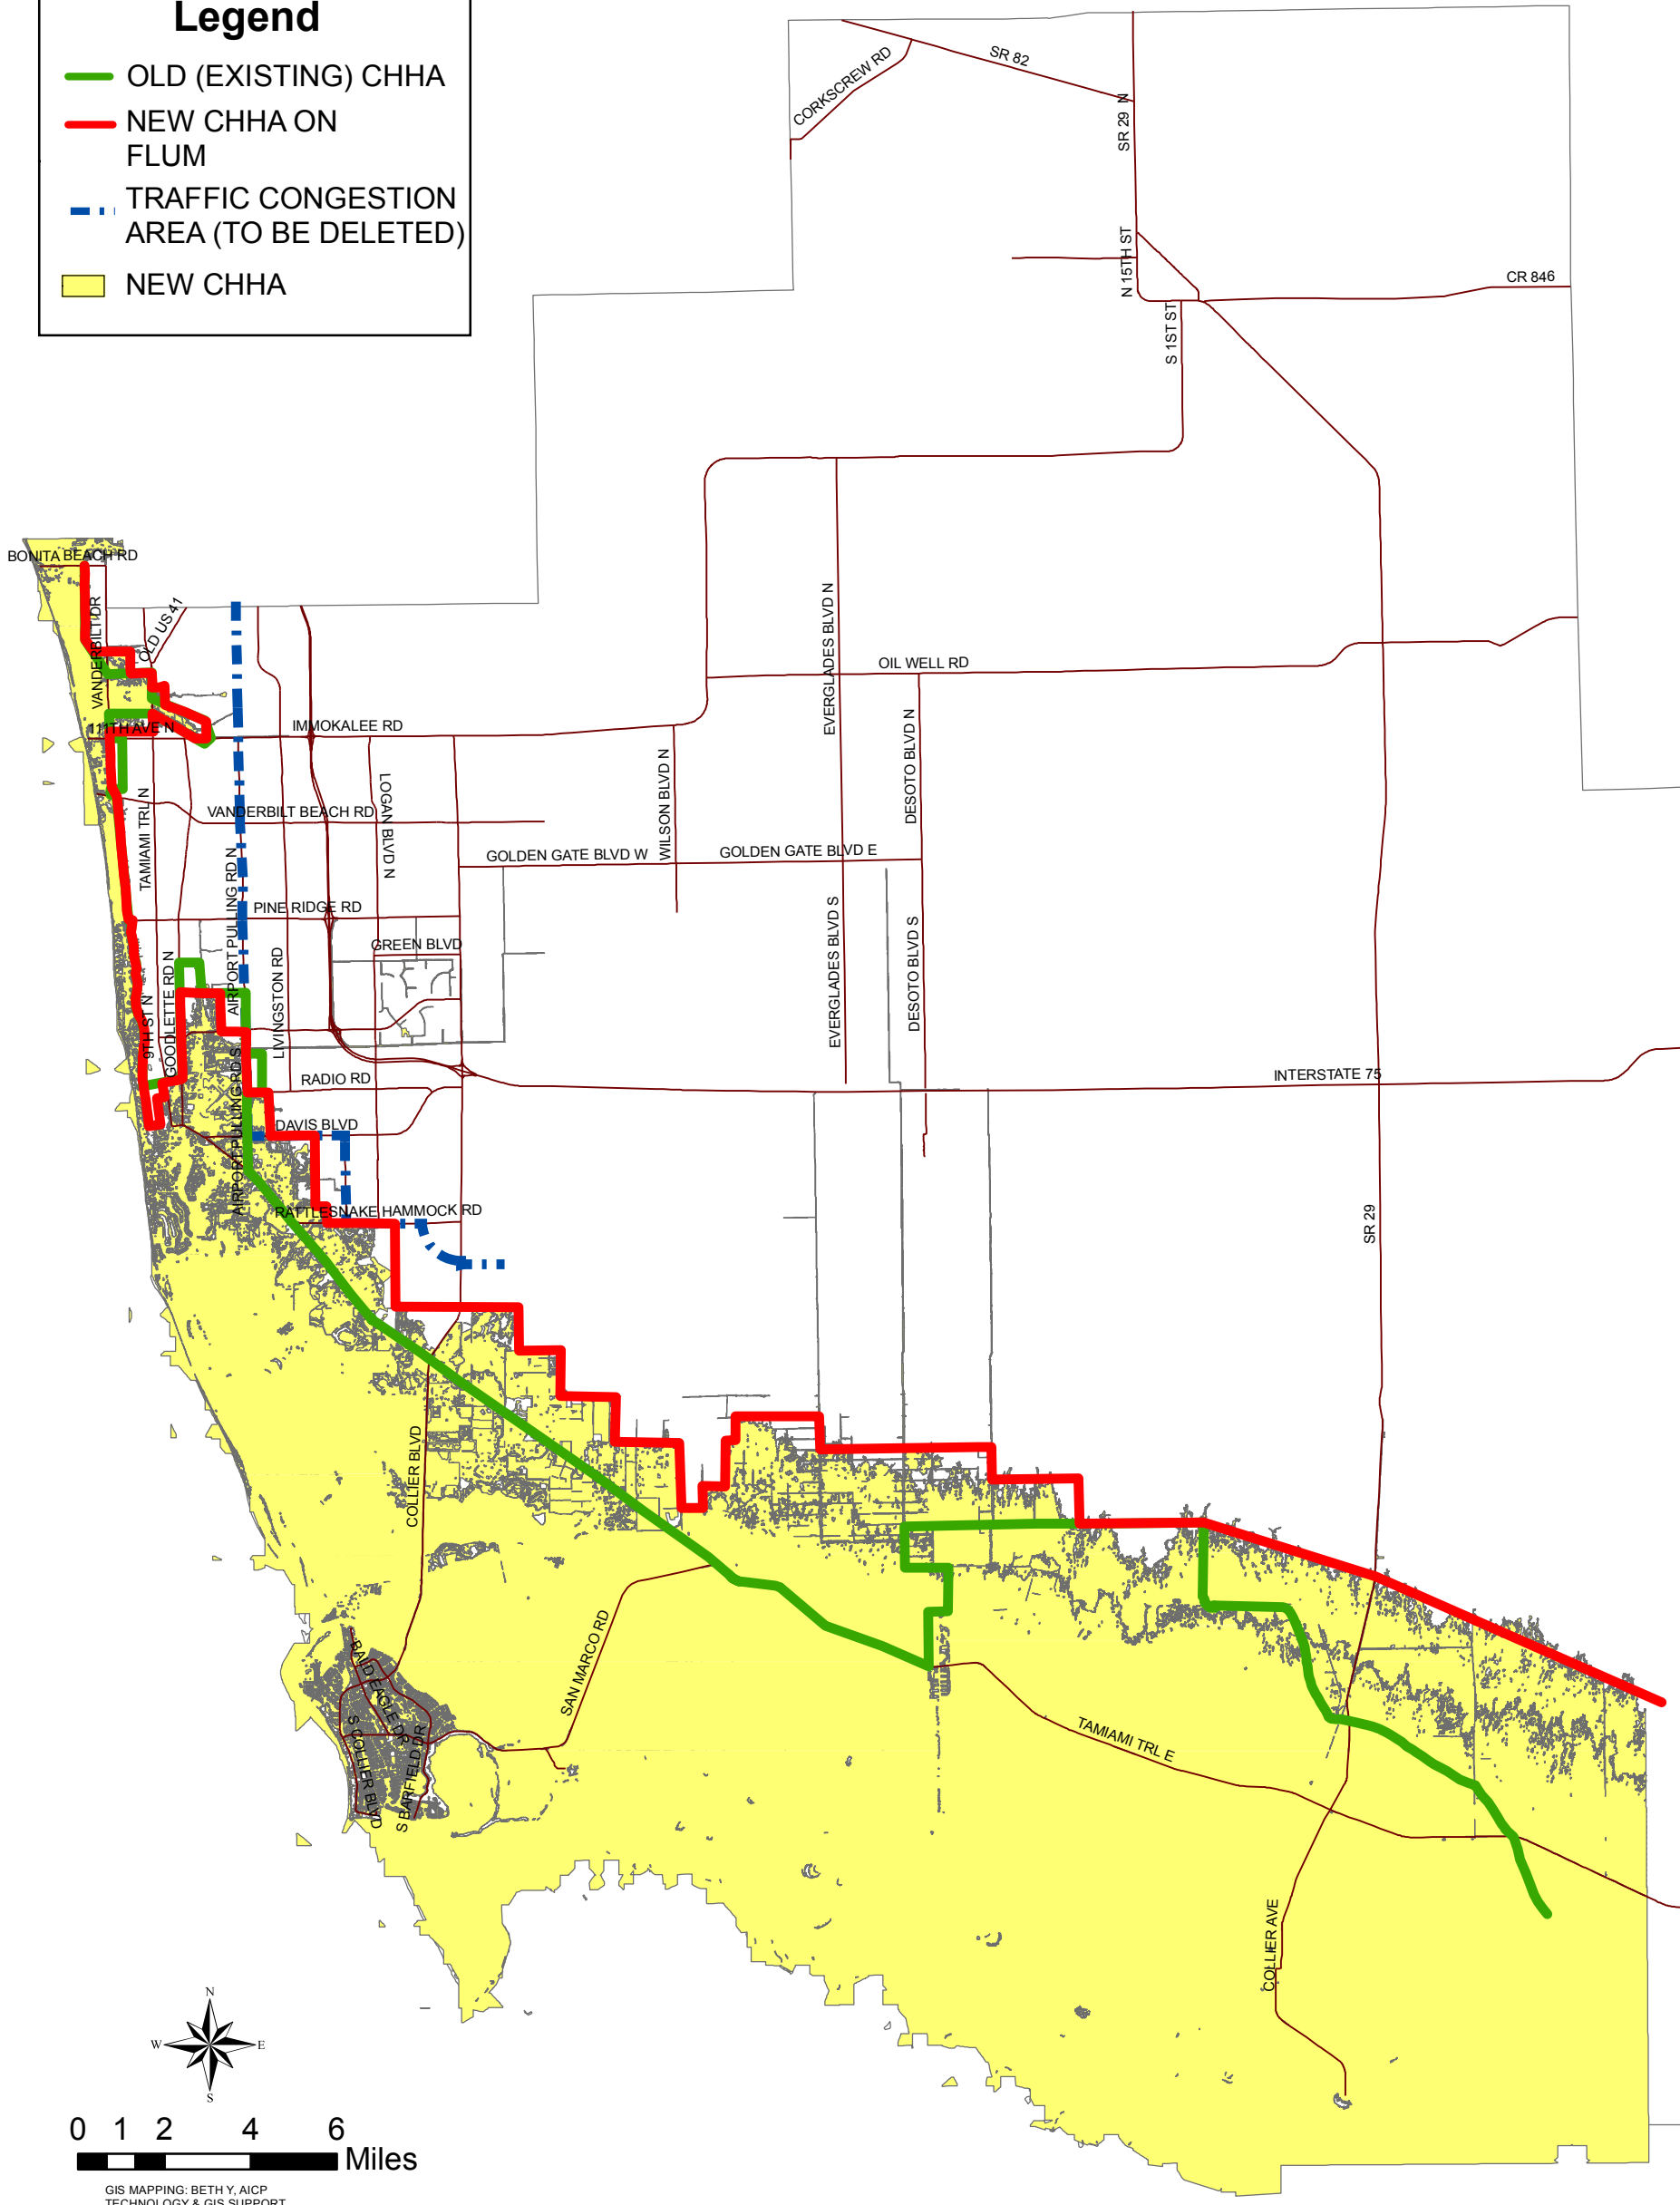 Legend
OLD (EXISTING) CHHA
NEW CHHA ON
FLUM
TRAFFIC CONGESTION
AREA (TO BE DELETED)
NEW CHHA
SR 82
CORKSCREW RD
SR 29 N
N 15TH ST
CR 846
S 1ST ST
BONITA BEACH RD
VANDERBILT DR
OLD US 41
111TH AVE N
IMMOKALEE RD
OIL WELL RD
EVERGLADES BLVD N
DESOTO BLVD N
WILSON BLVD N
LOGAN BLVD N
TAMIAMI TRL N
VANDERBILT BEACH RD
GOLDEN GATE BLVD W
GOLDEN GATE BLVD E
AIRPORT PULLING RD N
PINE RIDGE RD
GREEN BLVD
EVERGLADES BLVD S
DESOTO BLVD S
GOODLETTE RD N
9TH ST N
LIVINGSTON RD
RADIO RD
INTERSTATE 75
AIRPORT PULLING RD S
DAVIS BLVD
RATTLESNAKE HAMMOCK RD
SR 29
COLLIER BLVD
SAN MARCO RD
BALD EAGLE DR
S COLLIER BLVD
S BARFIELD DR
TAMIAMI TRL E
COLLIER AVE
N
W E
S
0 1 2 4 6
Miles
GIS MAPPING: BETH Y, AICP
TECHNOLOGY & GIS SUPPORT